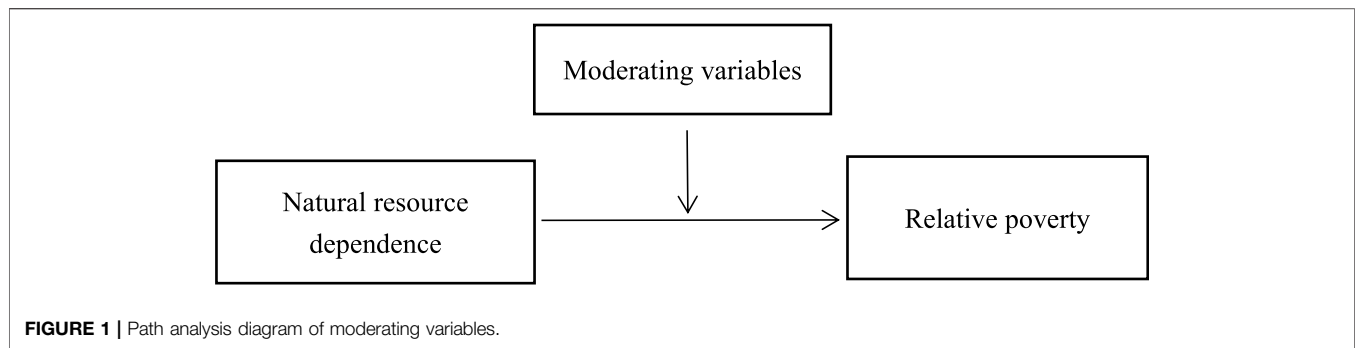 Moderating variables
Natural resource
dependence
Relative poverty
FIGURE 1 | Path analysis diagram of moderating variables.